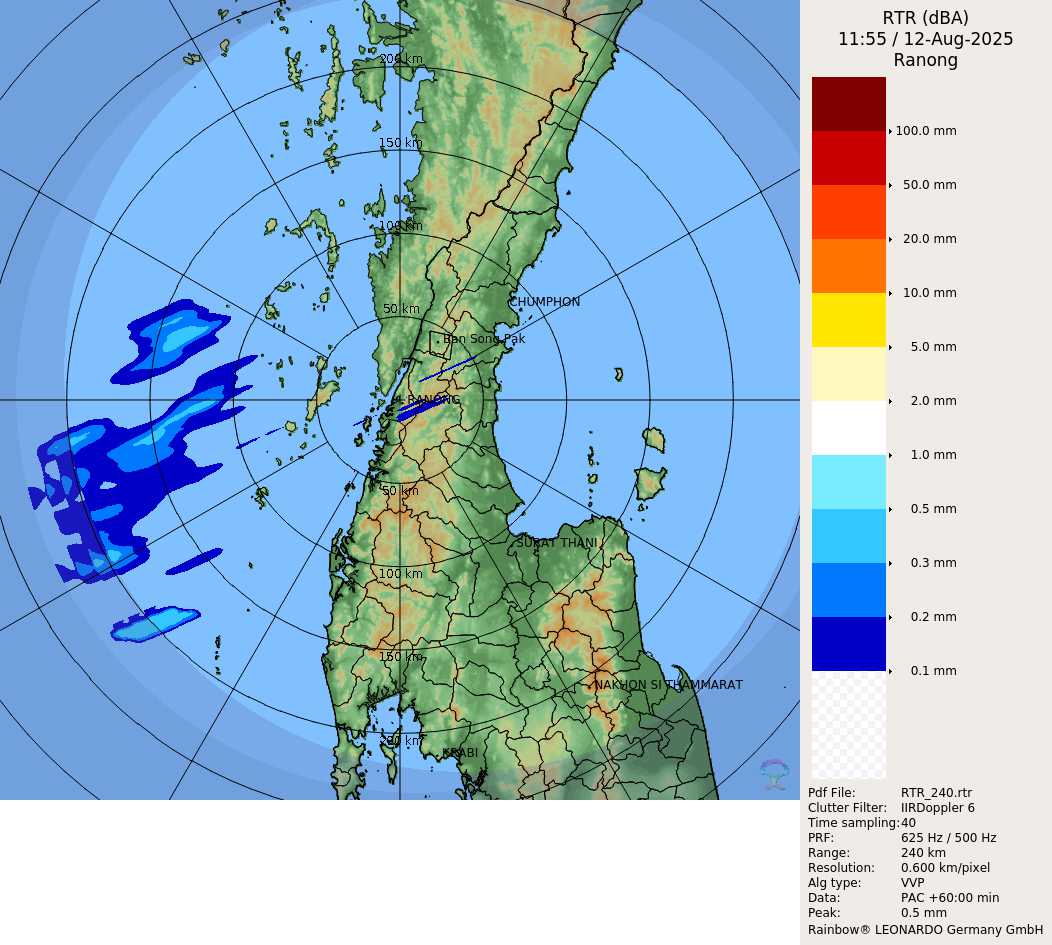 RTR (dBA)
11:55 / 12-Aug-2025
Ranong
200 km
150 km
100 km
50 km
CHUMPHON
Ban Song Pak
RANONG
50 km
SURAT THANI
100 km
150 km
NAKHON SI THAMMARAT
200 km
KRABI
100.0 mm
50.0 mm
20.0 mm
10.0 mm
5.0 mm
2.0 mm
1.0 mm
0.5 mm
0.3 mm
0.2 mm
0.1 mm
Pdf File: RTR_240.rtr
Clutter Filter: IIRDoppler 6
Time sampling:40
PRF: 625 Hz / 500 Hz
Range: 240 km
Resolution: 0.600 km/pixel
Alg type: VVP
Data: PAC +60:00 min
Peak: 0.5 mm
Rainbow® LEONARDO Germany GmbH